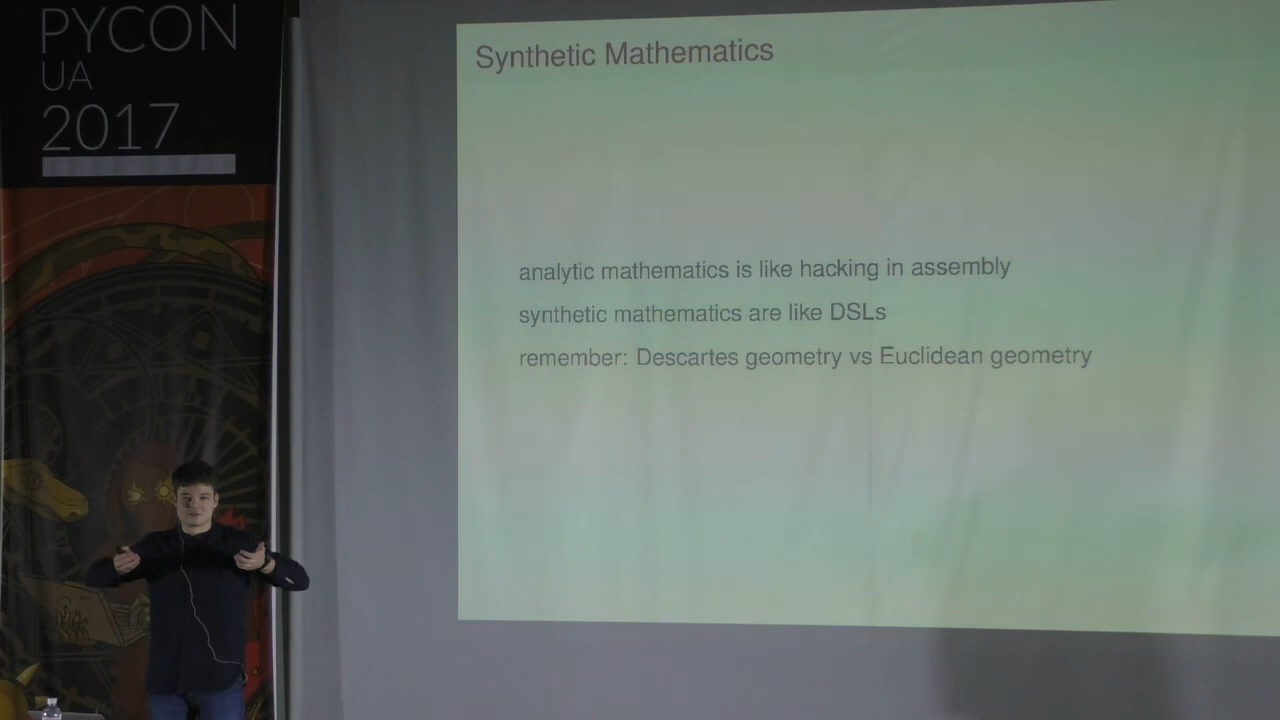 PYCON
UA
2017
Synthetic Mathematics
analytic mathematics is like hacking in assembly
synthetic mathematics are like DSLs
remember: Descartes geometry vs Euclidean geometry